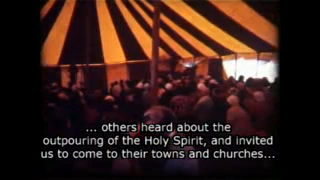 ... others heard about the
outpouring of the Holy Spirit, and invited
us to come to their towns and churches...